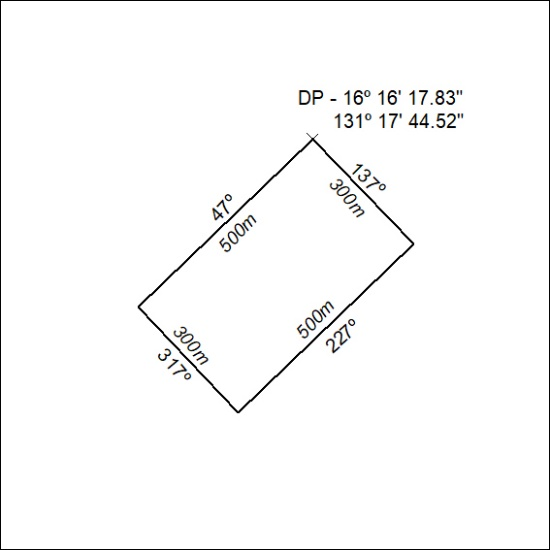 DP - 16º 16' 17.83"
131º 17' 44.52"
137º
300m
47º
500m
500m
227º
300m
317º